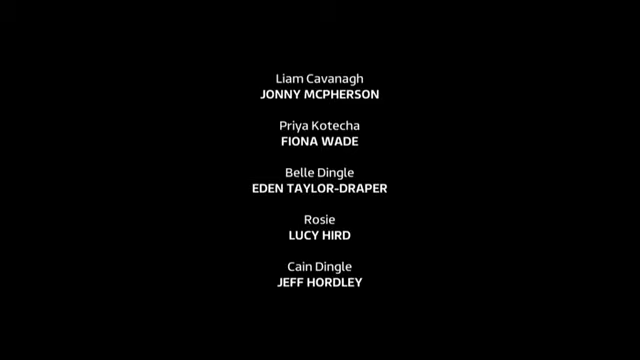 Liam Cavanagh
JONNY MCPHERSON
Priya Kotecha
FIONA WADE
Belle Dingle
EDEN TAYLOR-DRAPER
Rosie
LUCY HIRD
Cain Dingle
JEFF HORDLEY